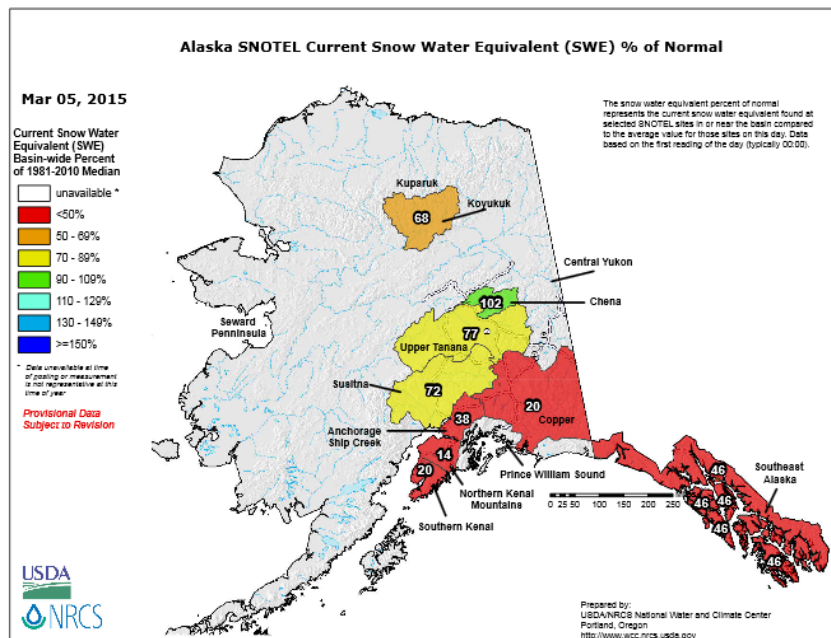 Alaska SNOTEL Current Snow Water Equivalent (SWE) % of Normal
Mar 05, 2015
Current Snow Water
Equivalent (SWE)
Basin-wide Percent
of 1981-2010 Median
unavailable *
<50%
50 - 69%
70 - 89%
90 - 109%
110 - 129%
130 - 149%
>=150%
* Data unavailable at time
of posting or measurement
is not representative at this
time of year
Provisional Data
Subject to Revision
The snow water equivalent percent of normal
represents the current snow water equivalent found at
selected SNOTEL sites in or near the basin compared
to the average value for those sites on this day. Data
based on the first reading of the day (typically 00:00).
Kuparuk
68
Koyukuk
Central Yukon
102
Chena
Seward
Penninsula
77
Upper Tanana
Susitna
72
20
Copper
38
Anchorage
Ship Creek
14
20
Prince William Sound
Northern Kenai
Mountains
Southern Kenai
46
Southeast
Alaska
46
46
46
46
0 25 50 100 150 200 250
USDA
NRCS
Prepared by:
USDA/NRCS National Water and Climate Center
Portland, Oregon
http://www.wcc.nrcs.usda.gov